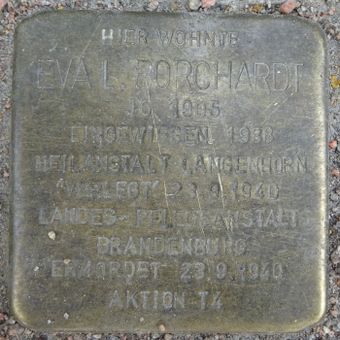 HIER WOHNTE
EVA L. BORCHARDT
JG. 1905
EINGEWIESEN 1938
HEILANSTALT LANGENHORN
"VERLEGT" 23.9.1940
LANDES-PFLEGEANSTALT
BRANDENBURG
ERMORDET 23.9.1940
AKTION T4